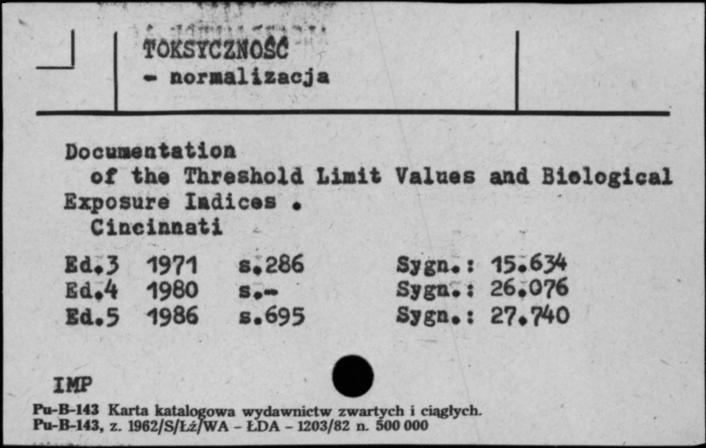 TOKSYCZNOŚĆ
- normalizacja
Documentation
of the Threshold Limit Values and Biological
Exposure Indices .
Cincinnati
Ed.3 1971 s.286 Sygn.: 15.634
Ed.4 1980 s.- Sygn.: 26.076
Ed.5 1986 s.695 Sygn.: 27.740
IMP
Pu-B-143 Karta katalogowa wydawnictw zwartych i ciągłych.
Pu-B-143, z. 1962/S/Łź/WA - ŁDA - 1203/82 n. 500 000